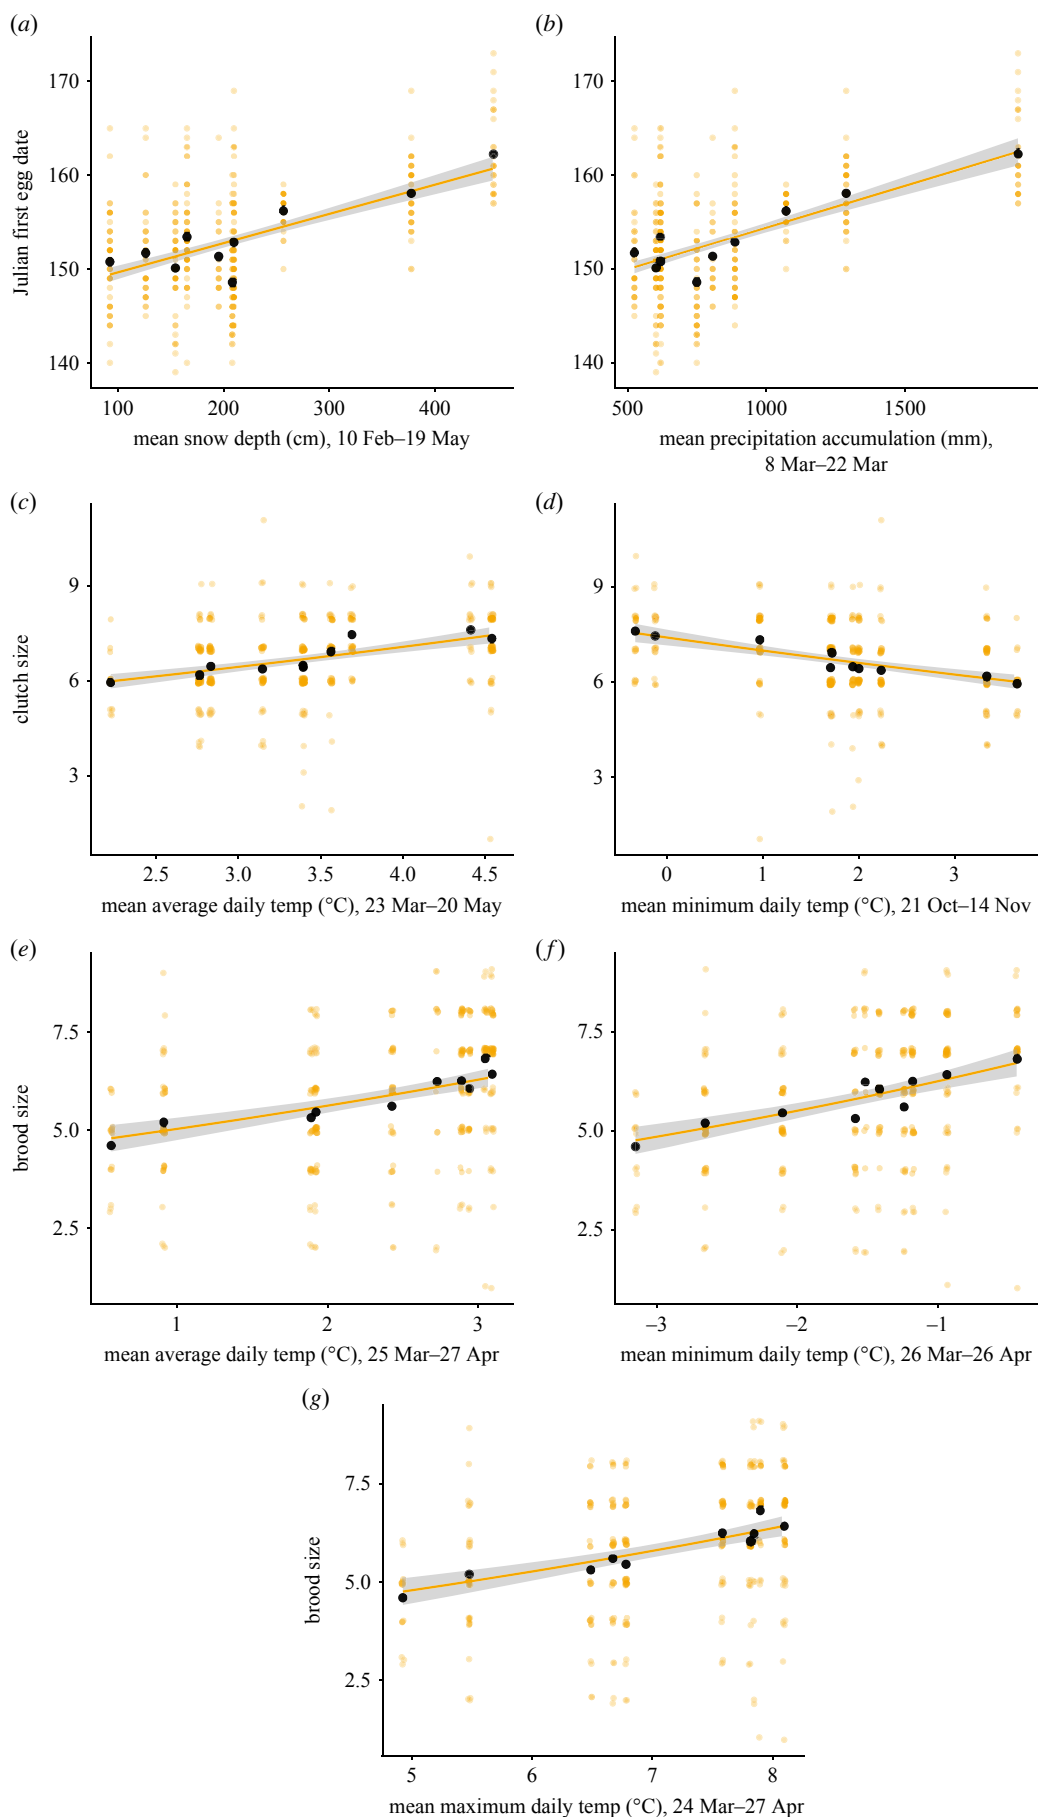 (a)
170
160
150
140
Julian first egg date
100
200
300
400
mean snow depth (cm), 10 Feb–19 May
(b)
170
160
150
140
500
1000
1500
mean precipitation accumulation (mm),
8 Mar–22 Mar
(c)
9
6
3
clutch size
2.5
3.0
3.5
4.0
4.5
mean average daily temp (°C), 23 Mar–20 May
(d)
9
6
3
0
1
2
3
mean minimum daily temp (°C), 21 Oct–14 Nov
(e)
7.5
5.0
2.5
brood size
1
2
3
mean average daily temp (°C), 25 Mar–27 Apr
(f)
7.5
5.0
2.5
–3
–2
–1
mean minimum daily temp (°C), 26 Mar–26 Apr
(g)
7.5
5.0
2.5
brood size
5
6
7
8
mean maximum daily temp (°C), 24 Mar–27 Apr